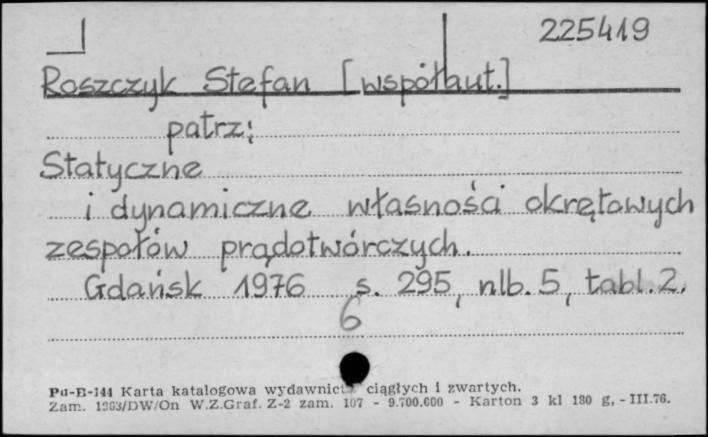 225419
Roszczyk Stefan [współaut.]
patrz:
Statyczne
i dynamiczne własności okrętowych
zespołów prądotwórczych.
Gdańsk 1976 s. 295, nlb. 5, tabl. 2.
6
Pu-B-144 Karta katalogowa wydawnictw ciągłych i zwartych.
Zam. 1363/DW/On W.Z.Graf. Z-2 zam. 107 - 9.700.000 - Karton 3 kl 180 g. - III.76.